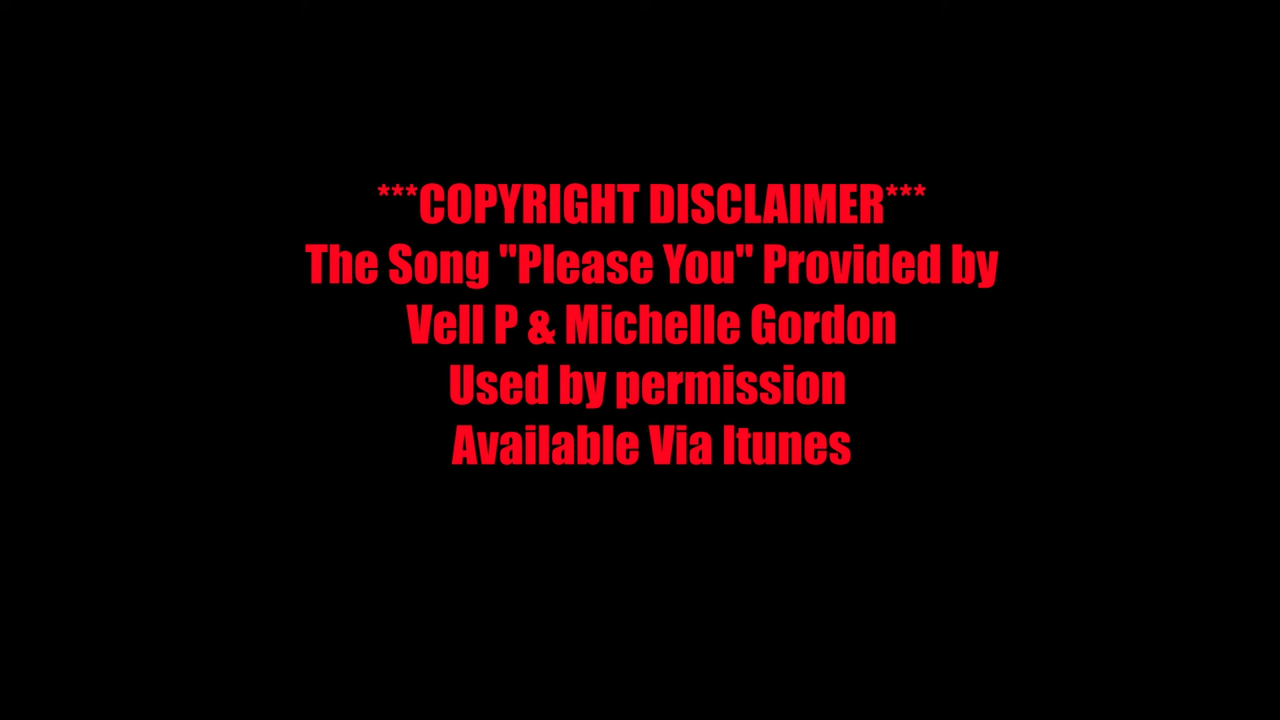 ***COPYRIGHT DISCLAIMER***
The Song "Please You" Provided by
Vell P & Michelle Gordon
Used by permission
Available Via Itunes